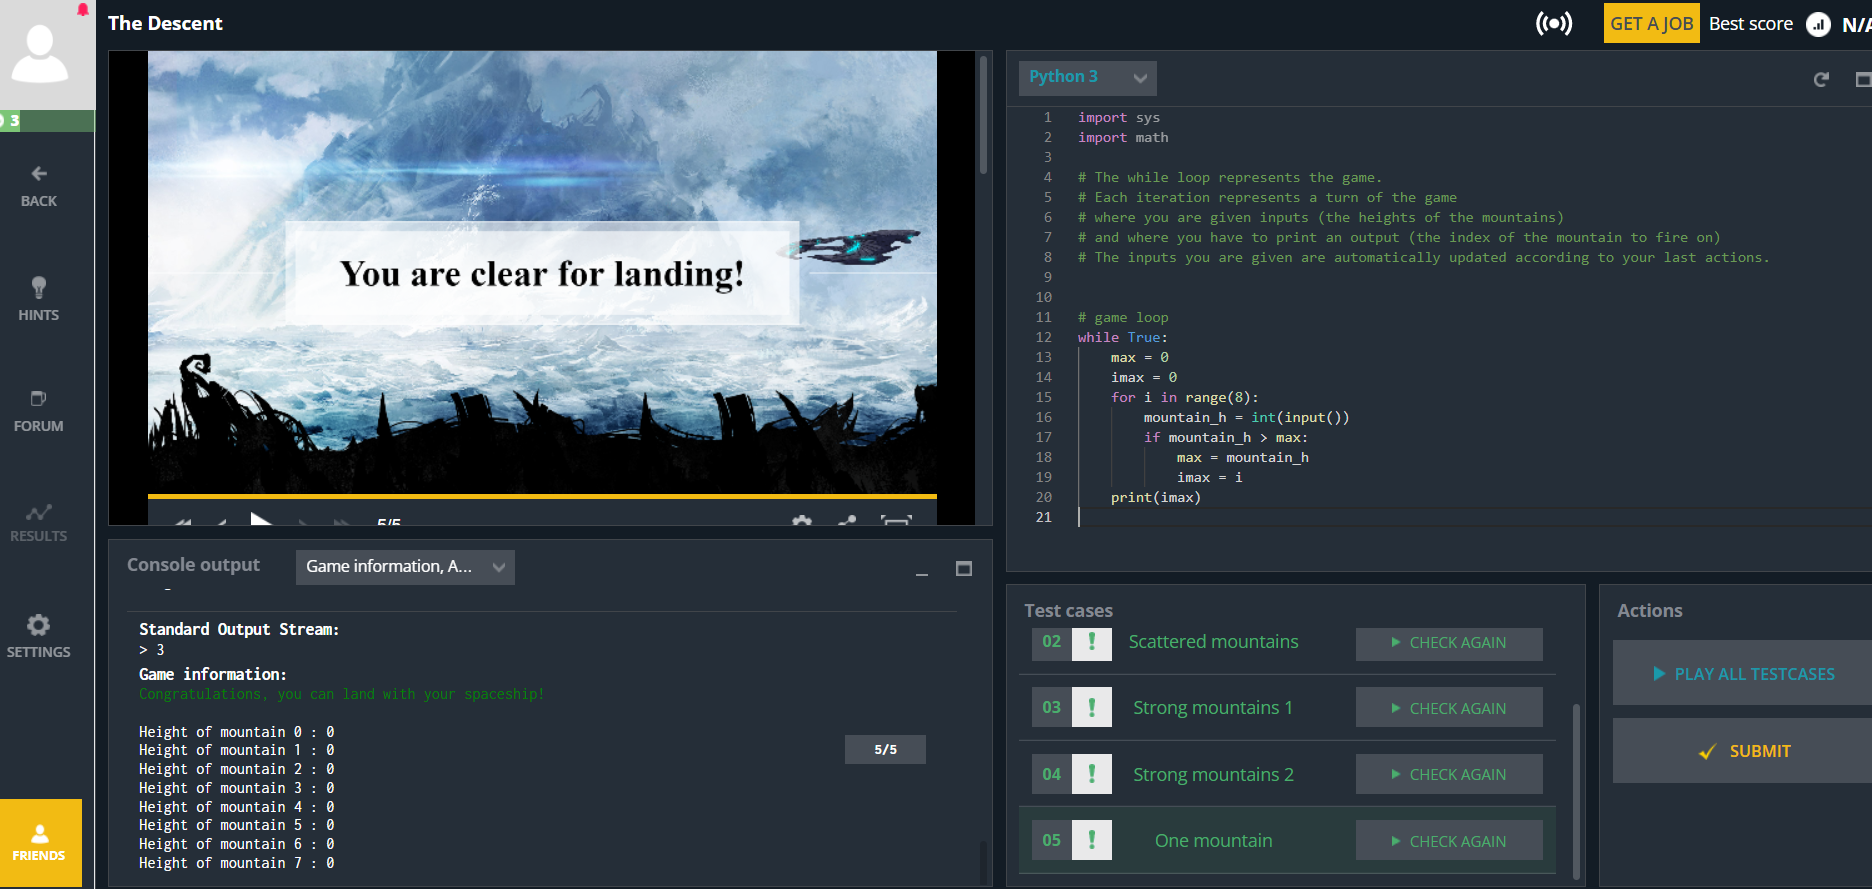 The Descent
GET A JOB
Best score
N/A
3
BACK
HINTS
FORUM
RESULTS
SETTINGS
FRIENDS
You are clear for landing!
5/5
Console output
Game information, A...
Standard Output Stream:
> 3
Game information:
Congratulations, you can land with your spaceship!
Height of mountain 0 : 0
Height of mountain 1 : 0
Height of mountain 2 : 0
Height of mountain 3 : 0
Height of mountain 4 : 0
Height of mountain 5 : 0
Height of mountain 6 : 0
Height of mountain 7 : 0
5/5
Python 3
1 import sys
2 import math
3
4 # The while loop represents the game.
5 # Each iteration represents a turn of the game
6 # where you are given inputs (the heights of the mountains)
7 # and where you have to print an output (the index of the mountain to fire on)
8 # The inputs you are given are automatically updated according to your last actions.
9
10
11 # game loop
12 while True:
13     max = 0
14     imax = 0
15     for i in range(8):
16         mountain_h = int(input())
17         if mountain_h > max:
18             max = mountain_h
19             imax = i
20     print(imax)
21
Test cases
02 ! Scattered mountains CHECK AGAIN
03 ! Strong mountains 1 CHECK AGAIN
04 ! Strong mountains 2 CHECK AGAIN
05 ! One mountain CHECK AGAIN
Actions
PLAY ALL TESTCASES
SUBMIT